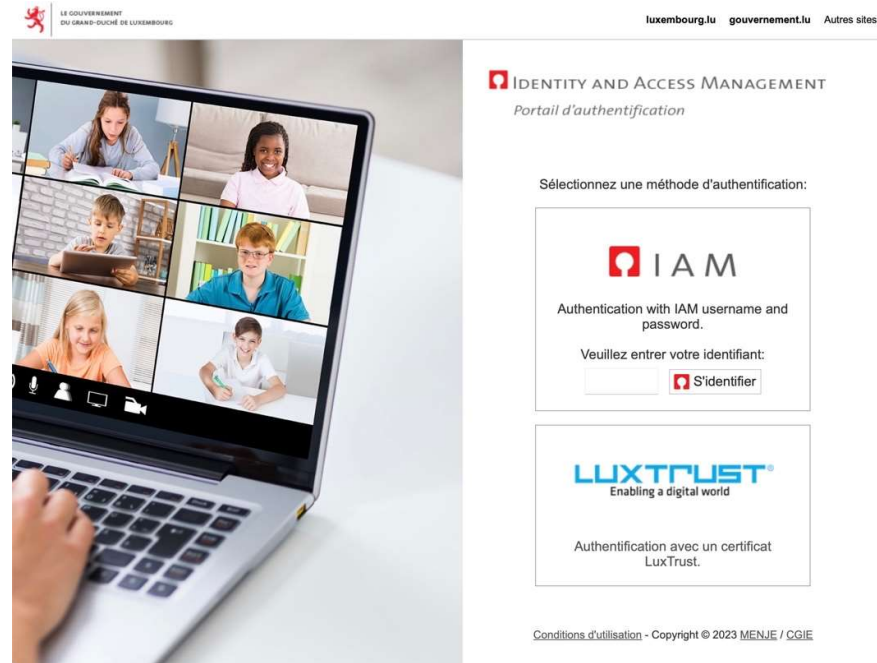 LE GOUVERNEMENT
DU GRAND-DUCHÉ DE LUXEMBOURG
luxembourg.lu gouvernement.lu Autres sites
IDENTITY AND ACCESS MANAGEMENT
Portail d'authentification
Sélectionnez une méthode d'authentification:
IAM
Authentication with IAM username and
password.
Veuillez entrer votre identifiant:
S'identifier
LUXTRUST
Enabling a digital world
Authentification avec un certificat
LuxTrust.
Conditions d'utilisation - Copyright © 2023 MENJE / CGIE